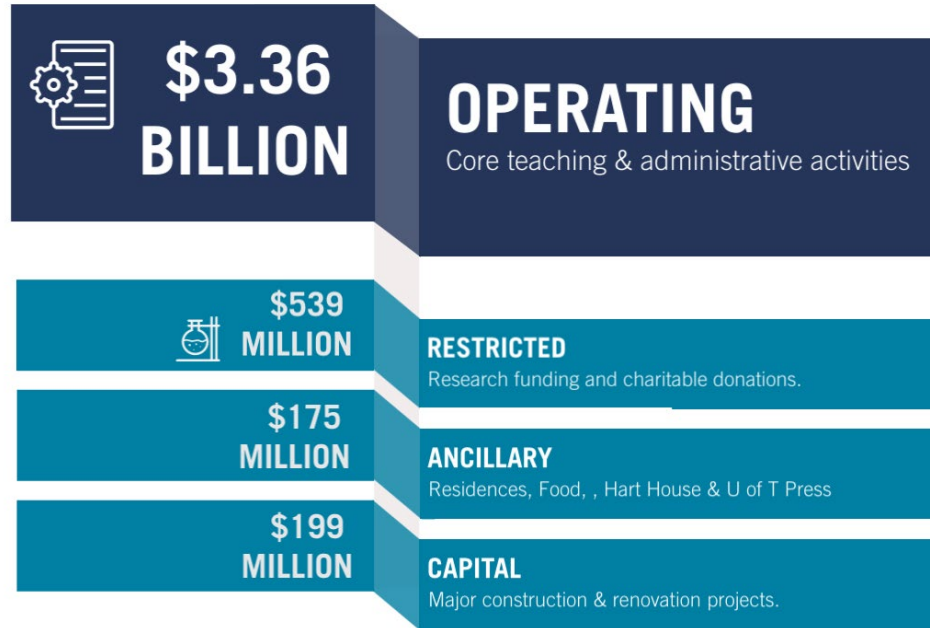 $3.36
BILLION
OPERATING
Core teaching & administrative activities
$539
MILLION
RESTRICTED
Research funding and charitable donations.
$175
MILLION
ANCILLARY
Residences, Food, , Hart House & U of T Press
$199
MILLION
CAPITAL
Major construction & renovation projects.